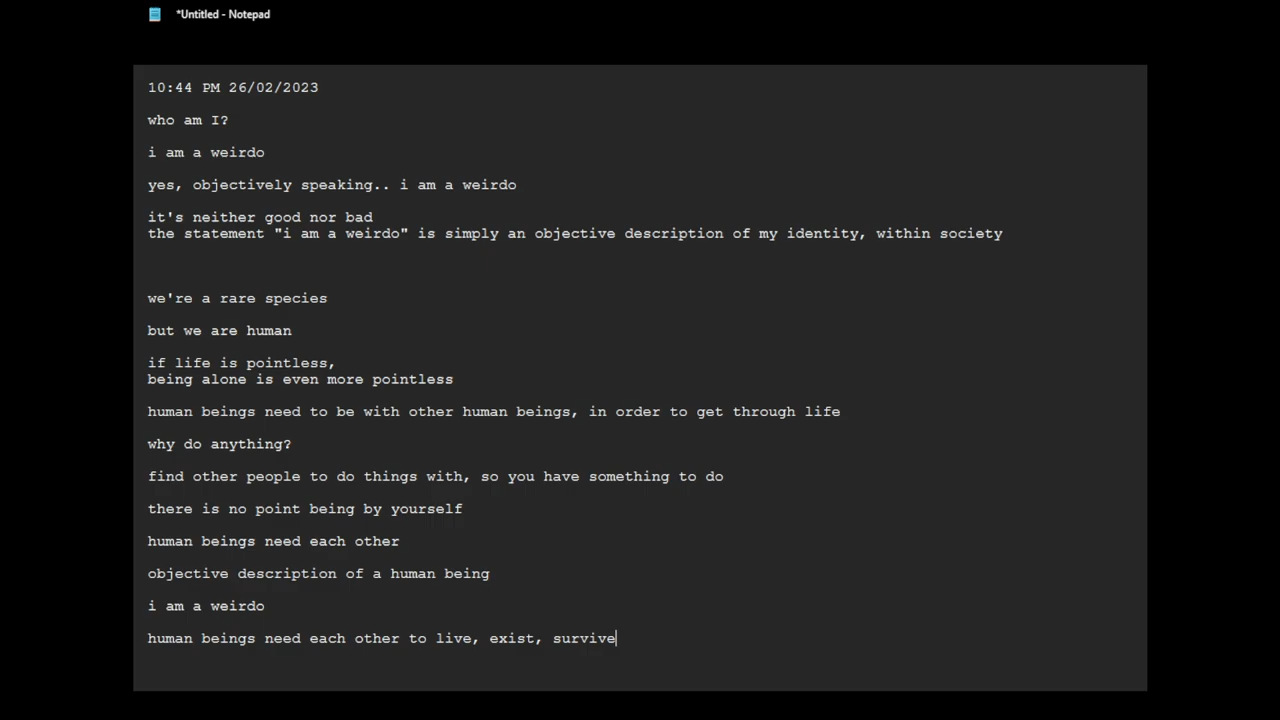 *Untitled - Notepad
10:44 PM 26/02/2023
who am I?
i am a weirdo
yes, objectively speaking.. i am a weirdo
it's neither good nor bad
the statement "i am a weirdo" is simply an objective description of my identity, within society
we're a rare species
but we are human
if life is pointless,
being alone is even more pointless
human beings need to be with other human beings, in order to get through life
why do anything?
find other people to do things with, so you have something to do
there is no point being by yourself
human beings need each other
objective description of a human being
i am a weirdo
human beings need each other to live, exist, survive